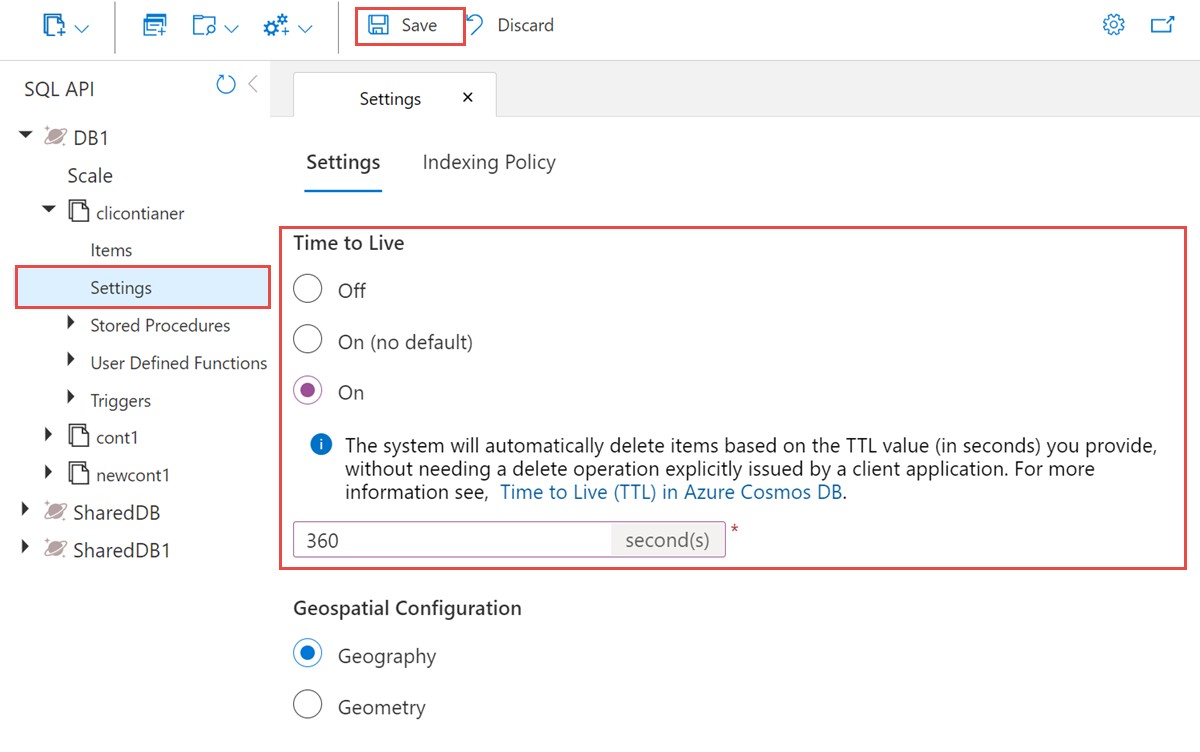 Save
Discard
SQL API
DB1
Scale
clicontianer
Items
Settings
Stored Procedures
User Defined Functions
Triggers
cont1
newcont1
SharedDB
SharedDB1
Settings
Settings
Indexing Policy
Time to Live
Off
On (no default)
On
The system will automatically delete items based on the TTL value (in seconds) you provide,
without needing a delete operation explicitly issued by a client application. For more
information see, Time to Live (TTL) in Azure Cosmos DB.
360 second(s) *
Geospatial Configuration
Geography
Geometry